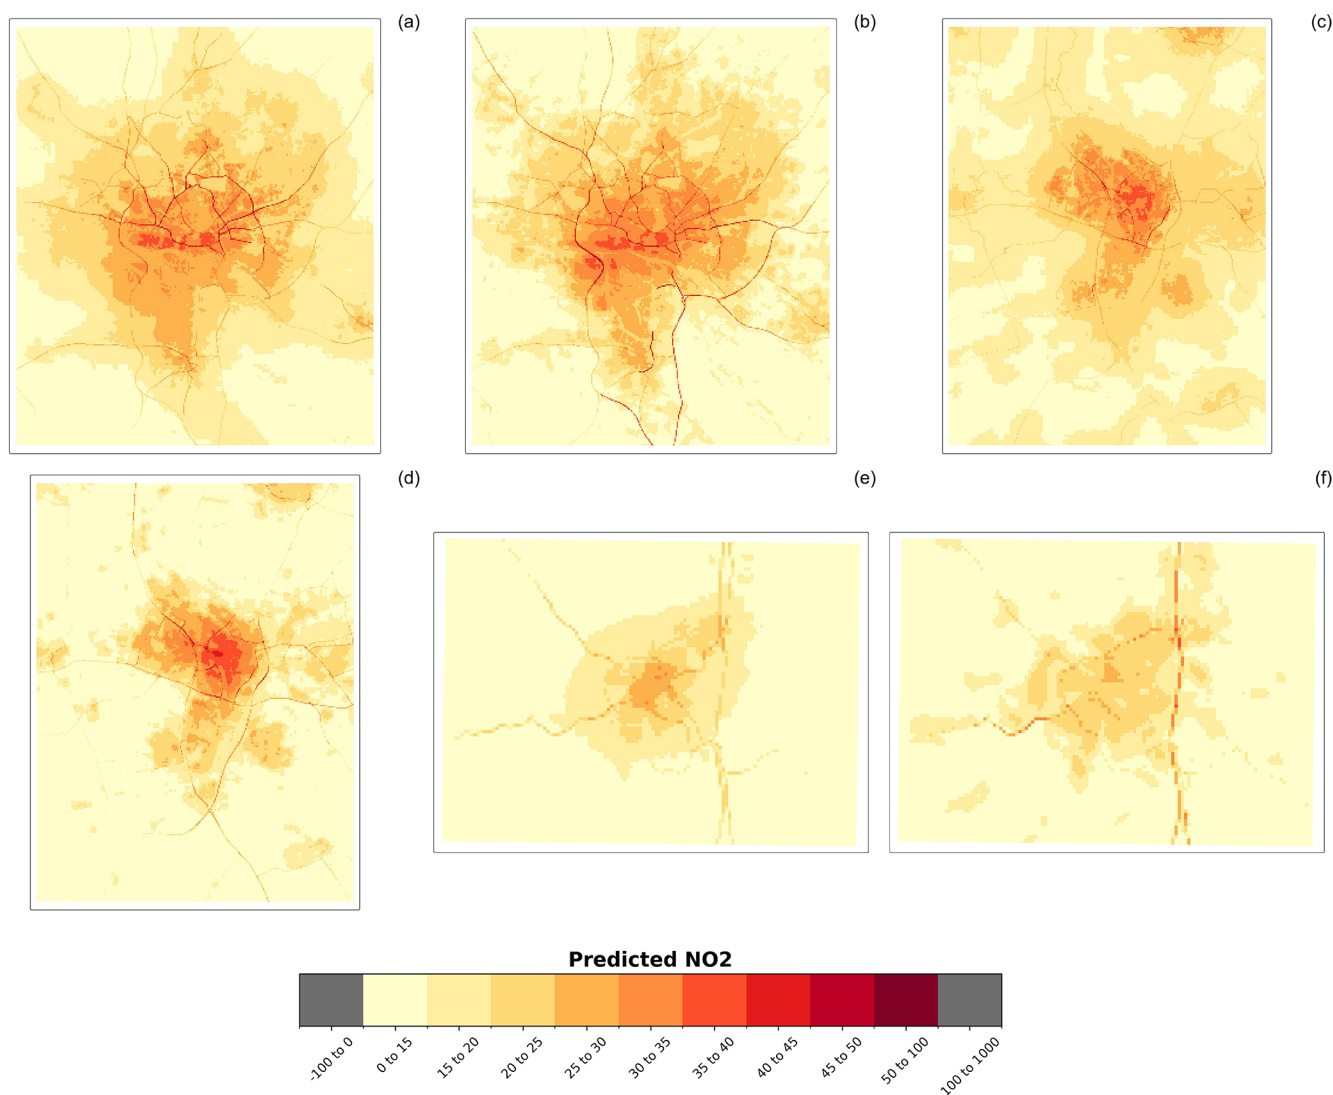 (a)
(b)
(c)
(d)
(e)
(f)
Predicted NO2
-100 to 0
0 to 15
15 to 20
20 to 25
25 to 30
30 to 35
35 to 40
40 to 45
45 to 50
50 to 100
100 to 1000